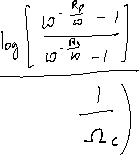 log [ (10^{-Rp/10} - 1) / (10^{-Rs/10} - 1) ]
1 / Ωc )